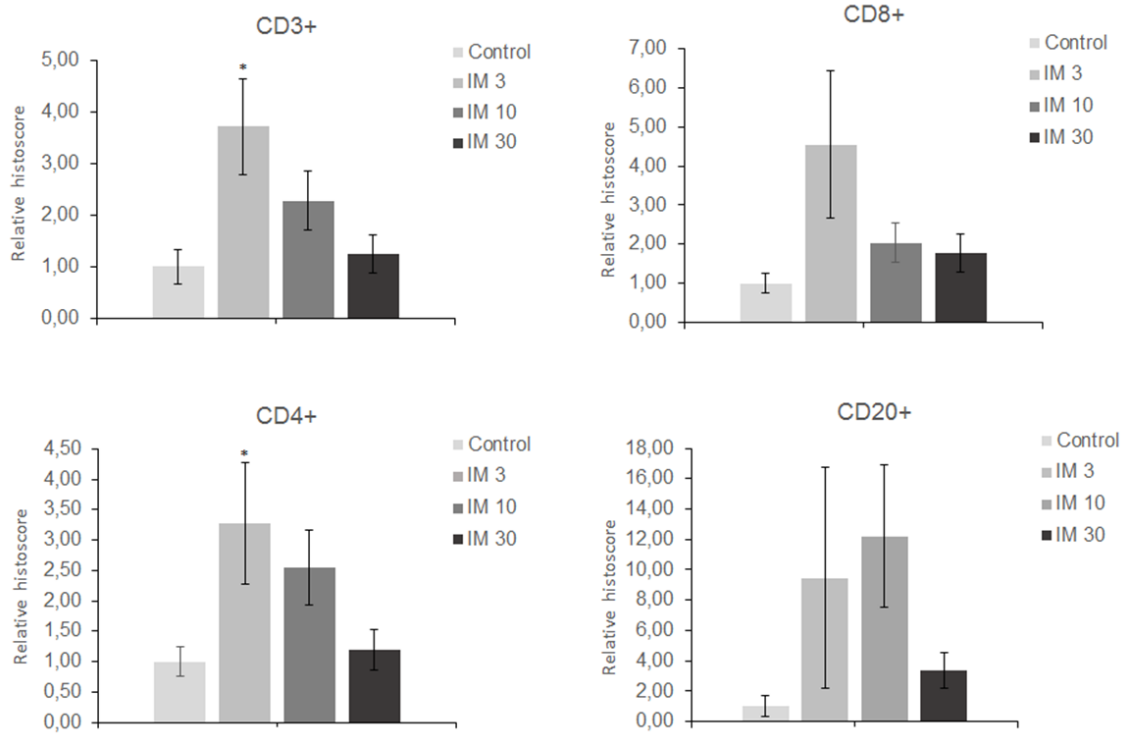 CD3+
Relative histoscore
5,00
4,00
3,00
2,00
1,00
0,00
*
Control
IM 3
IM 10
IM 30
CD8+
Relative histoscore
7,00
6,00
5,00
4,00
3,00
2,00
1,00
0,00
Control
IM 3
IM 10
IM 30
CD4+
Relative histoscore
4,50
4,00
3,50
3,00
2,50
2,00
1,50
1,00
0,50
0,00
*
Control
IM 3
IM 10
IM 30
CD20+
Relative histoscore
18,00
16,00
14,00
12,00
10,00
8,00
6,00
4,00
2,00
0,00
Control
IM 3
IM 10
IM 30